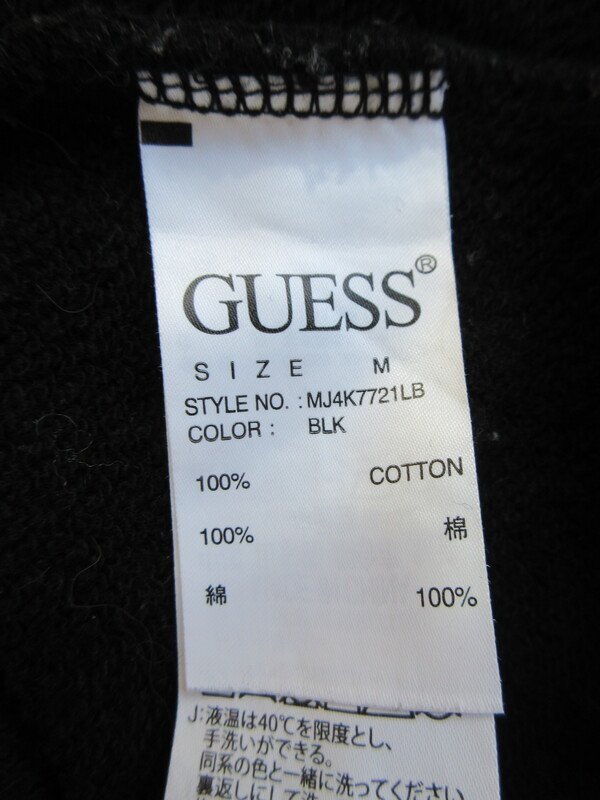 GUESS®
SIZE M
STYLE NO. : MJ4K7721LB
COLOR : BLK
100% COTTON
100% 棉
綿 100%
J:液温は40℃を限度とし、
手洗いができる。
同系の色と一緒に洗ってください
裏返しにして洗